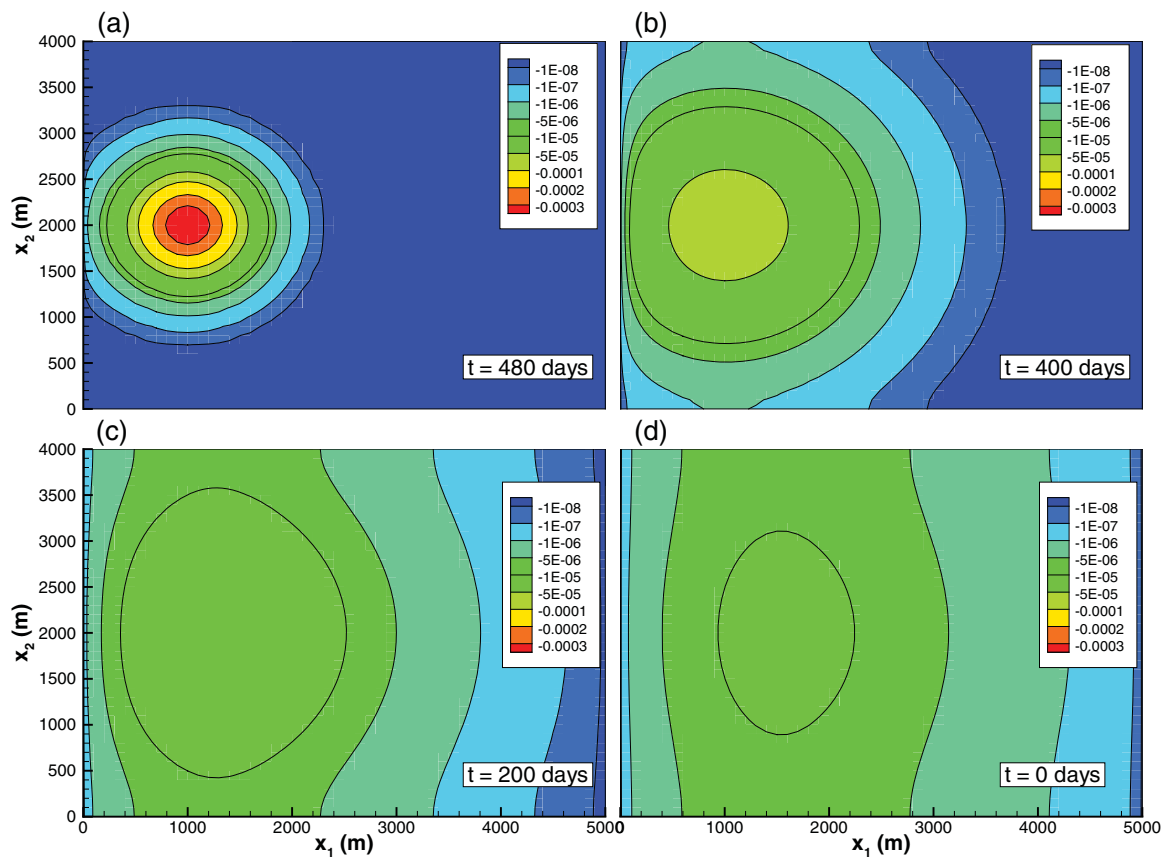 (a)
4000
3500
3000
2500
2000
1500
1000
500
0
x2 (m)
-1E-08
-1E-07
-1E-06
-5E-06
-1E-05
-5E-05
-0.0001
-0.0002
-0.0003
t = 480 days
(b)
-1E-08
-1E-07
-1E-06
-5E-06
-1E-05
-5E-05
-0.0001
-0.0002
-0.0003
t = 400 days
(c)
4000
3500
3000
2500
2000
1500
1000
500
0
x2 (m)
-1E-08
-1E-07
-1E-06
-5E-06
-1E-05
-5E-05
-0.0001
-0.0002
-0.0003
t = 200 days
0 1000 2000 3000 4000 5000
x1 (m)
(d)
-1E-08
-1E-07
-1E-06
-5E-06
-1E-05
-5E-05
-0.0001
-0.0002
-0.0003
t = 0 days
0 1000 2000 3000 4000 5000
x1 (m)